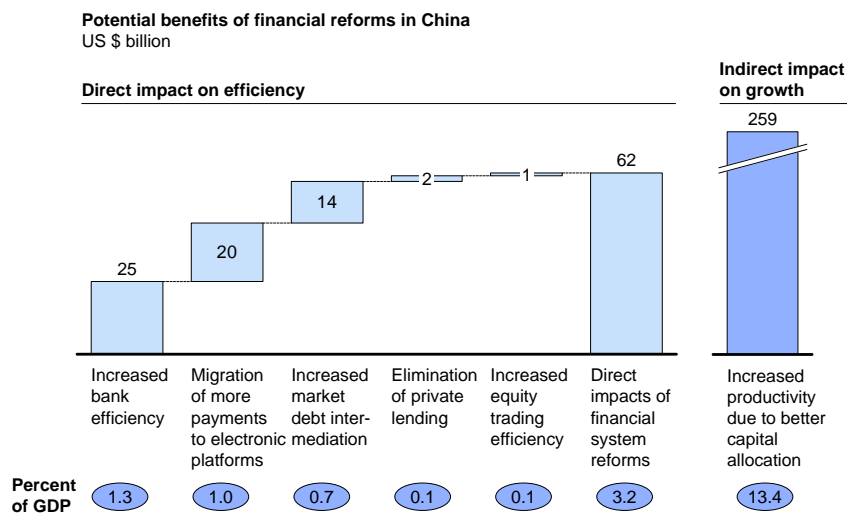 Potential benefits of financial reforms in China
US $ billion
Direct impact on efficiency
Indirect impact
on growth
25
20
14
2
1
62
259
Increased
bank
efficiency
Migration
of more
payments
to electronic
platforms
Increased
market
debt inter-
mediation
Elimination
of private
lending
Increased
equity
trading
efficiency
Direct
impacts of
financial
system
reforms
Increased
productivity
due to better
capital
allocation
Percent
of GDP
1.3
1.0
0.7
0.1
0.1
3.2
13.4